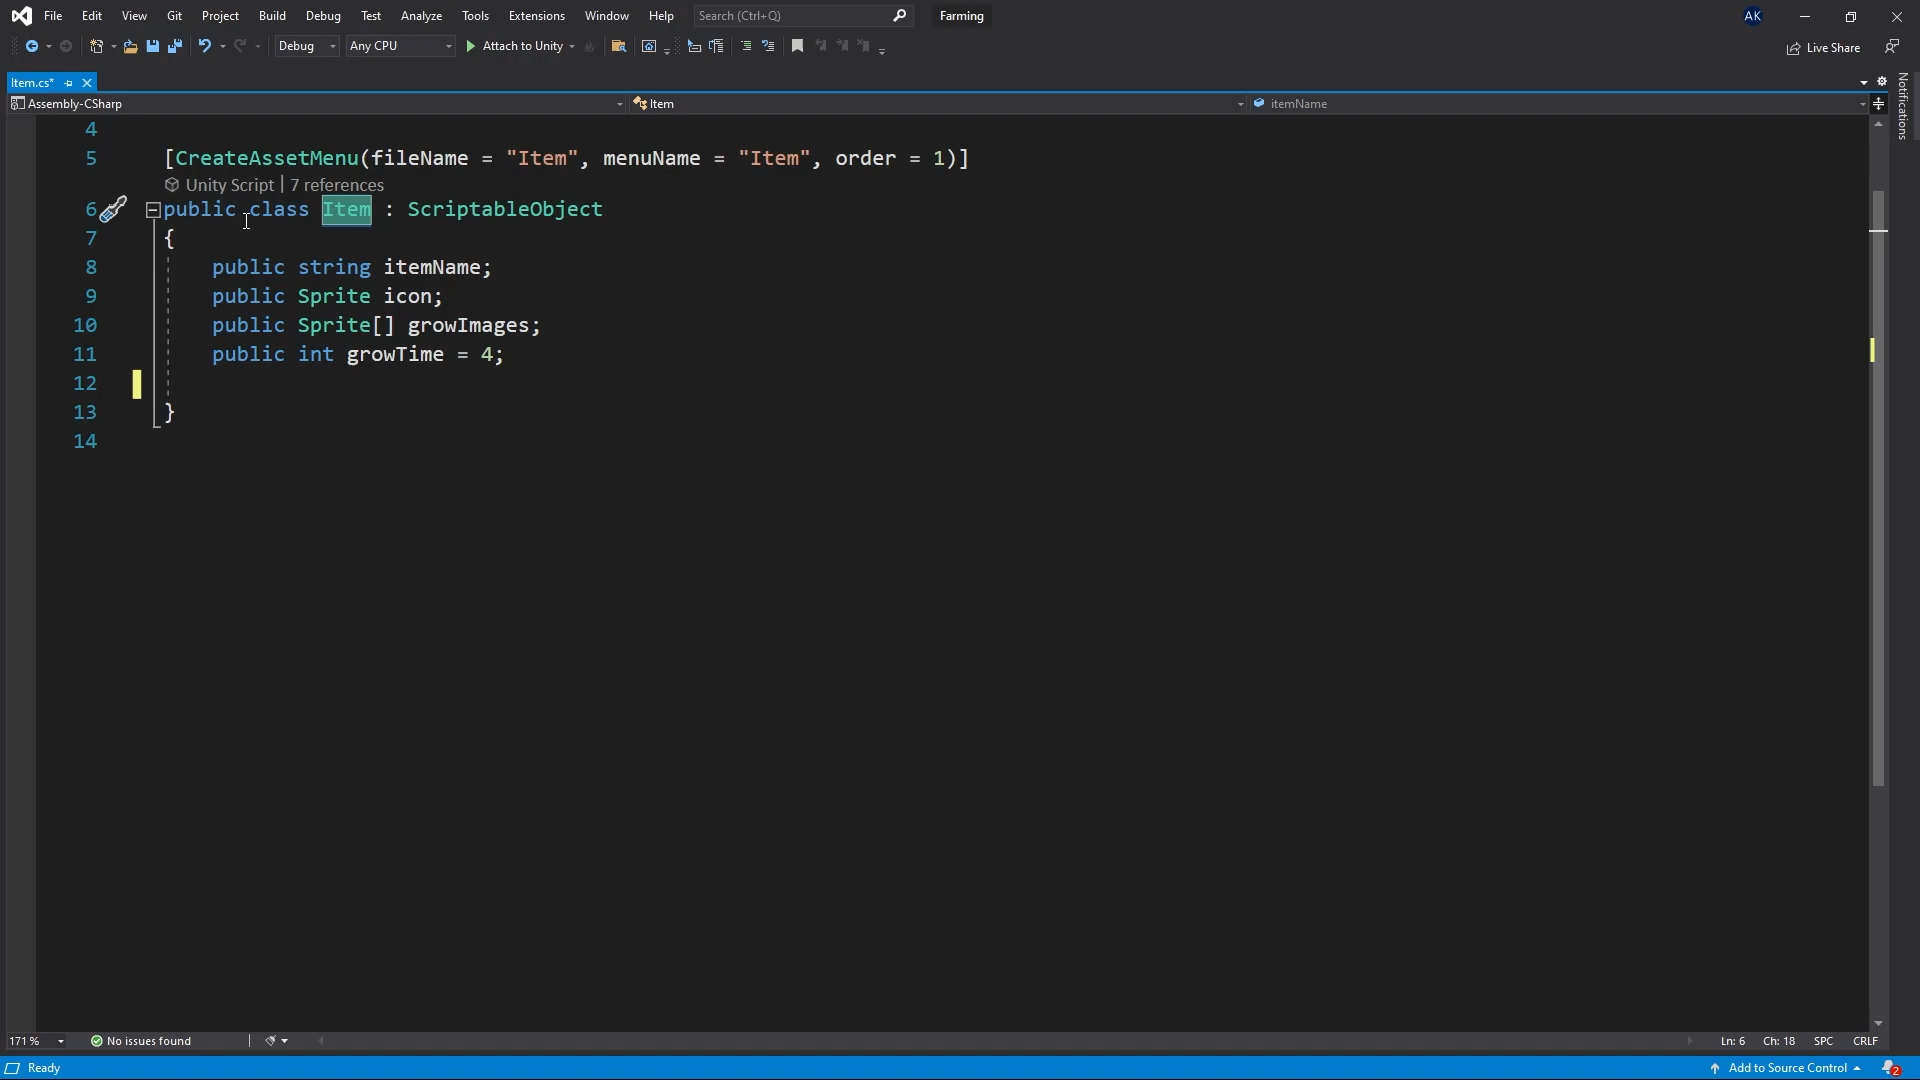 File Edit View Git Project Build Debug Test Analyze Tools Extensions Window Help Search (Ctrl+Q) Farming AK
Debug Any CPU Attach to Unity Live Share
Item.cs*
Assembly-CSharp Item itemName
Notifications
4
5 [CreateAssetMenu(fileName = "Item", menuName = "Item", order = 1)]
Unity Script | 7 references
6 public class Item : ScriptableObject
7 {
8 public string itemName;
9 public Sprite icon;
10 public Sprite[] growImages;
11 public int growTime = 4;
12
13 }
14
171 % No issues found Ln: 6 Ch: 18 SPC CRLF
Ready Add to Source Control 2